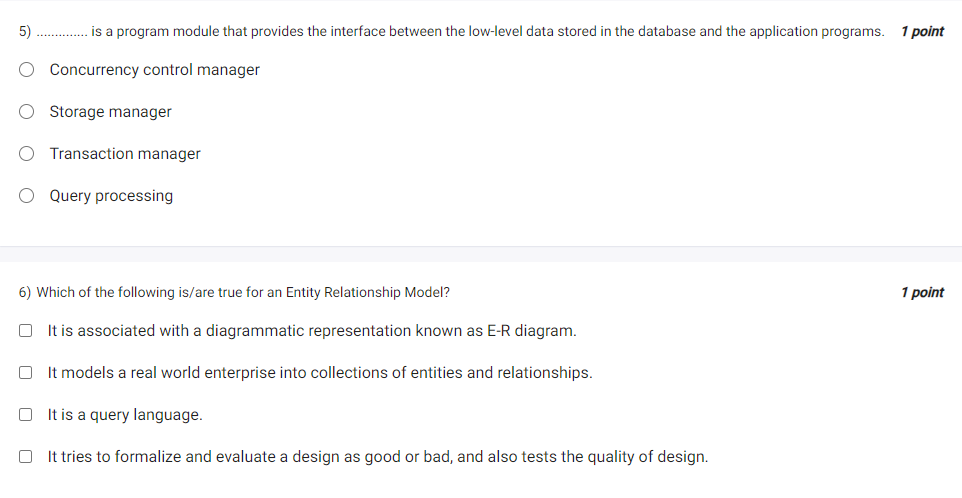 5) .............. is a program module that provides the interface between the low-level data stored in the database and the application programs. 1 point
Concurrency control manager
Storage manager
Transaction manager
Query processing
6) Which of the following is/are true for an Entity Relationship Model? 1 point
It is associated with a diagrammatic representation known as E-R diagram.
It models a real world enterprise into collections of entities and relationships.
It is a query language.
It tries to formalize and evaluate a design as good or bad, and also tests the quality of design.